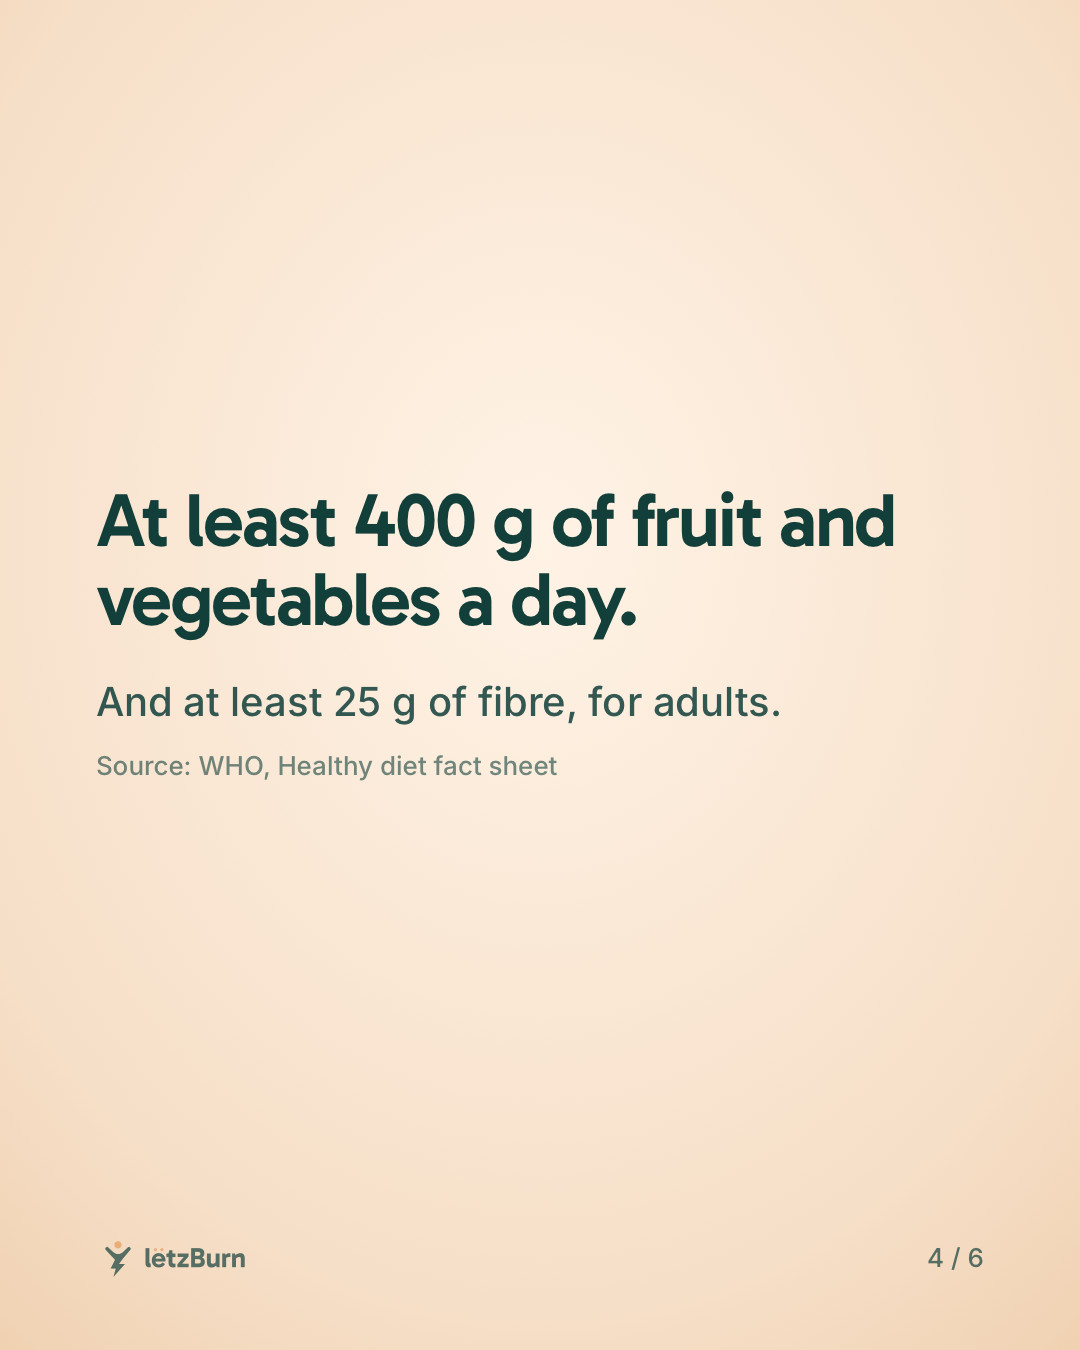 At least 400 g of fruit and
vegetables a day.
And at least 25 g of fibre, for adults.
Source: WHO, Healthy diet fact sheet
lëtzBurn
4 / 6